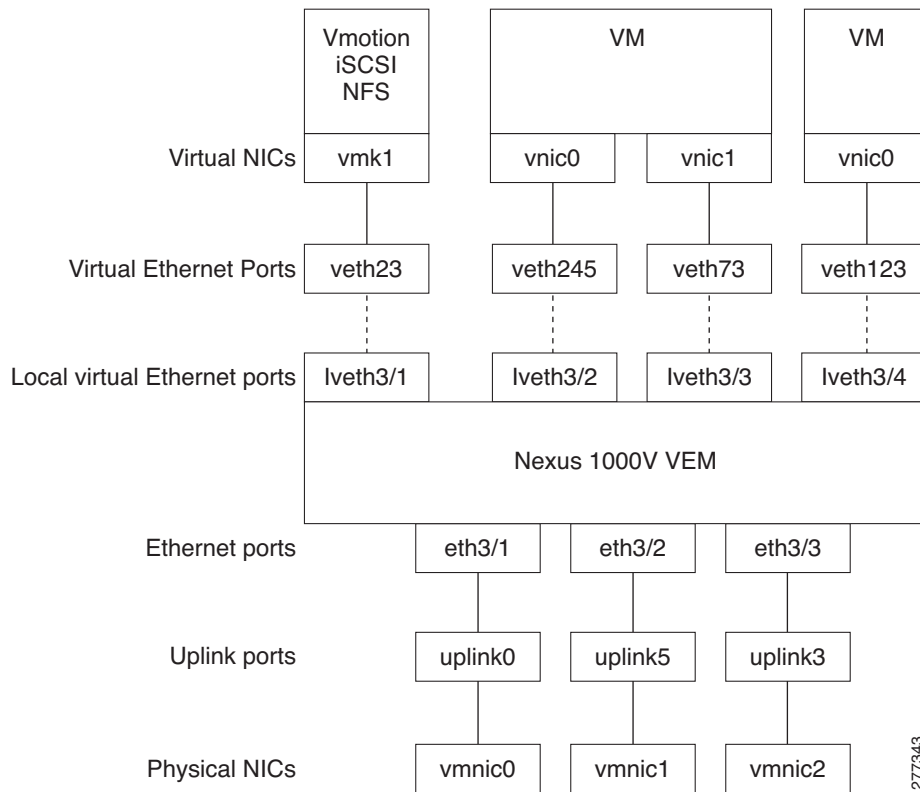 Vmotion
iSCSI
NFS
VM
VM
Virtual NICs
vmk1
vnic0
vnic1
vnic0
Virtual Ethernet Ports
veth23
veth245
veth73
veth123
Local virtual Ethernet ports
lveth3/1
lveth3/2
lveth3/3
lveth3/4
Nexus 1000V VEM
Ethernet ports
eth3/1
eth3/2
eth3/3
Uplink ports
uplink0
uplink5
uplink3
Physical NICs
vmnic0
vmnic1
vmnic2
277343